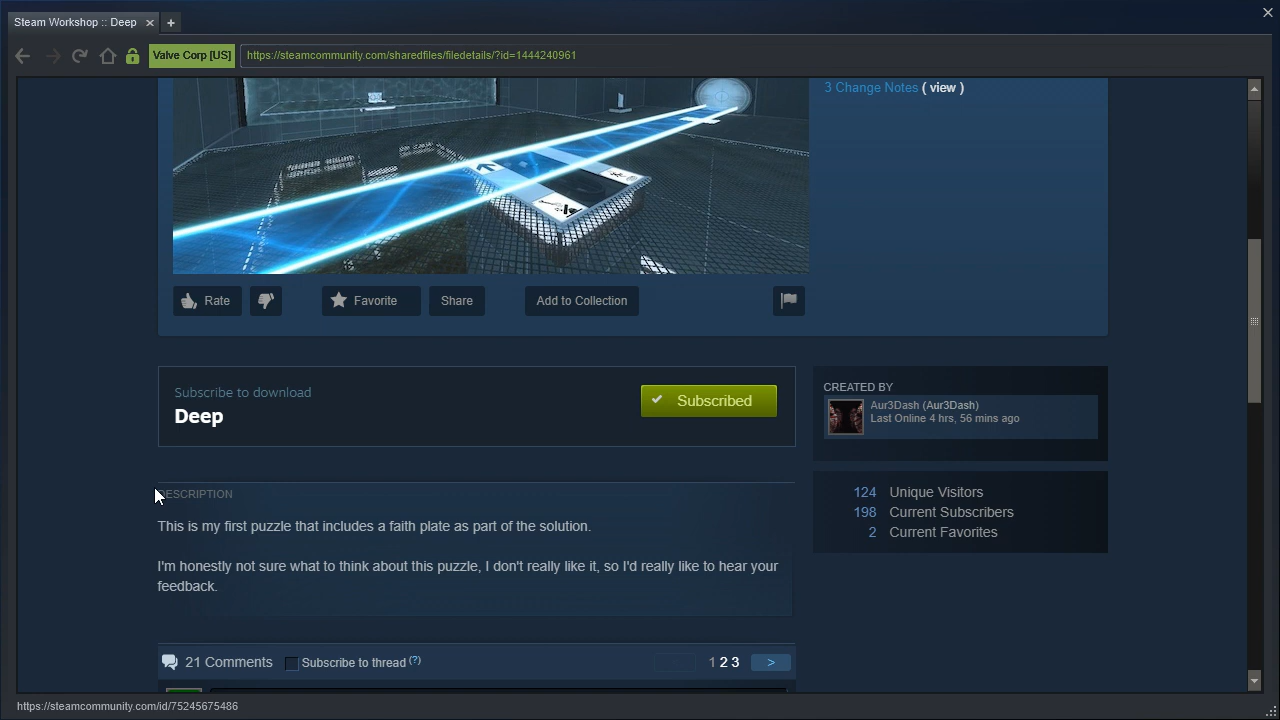 Steam Workshop :: Deep
Valve Corp [US]
https://steamcommunity.com/sharedfiles/filedetails/?id=1444240961
3 Change Notes ( view )
Rate
Favorite
Share
Add to Collection
Subscribe to download
Deep
Subscribed
CREATED BY
Aur3Dash (Aur3Dash)
Last Online 4 hrs, 56 mins ago
DESCRIPTION
This is my first puzzle that includes a faith plate as part of the solution.
I'm honestly not sure what to think about this puzzle, I don't really like it, so I'd really like to hear your
feedback.
124 Unique Visitors
198 Current Subscribers
2 Current Favorites
21 Comments
Subscribe to thread (?)
1 2 3 >
https://steamcommunity.com/id/75245675486